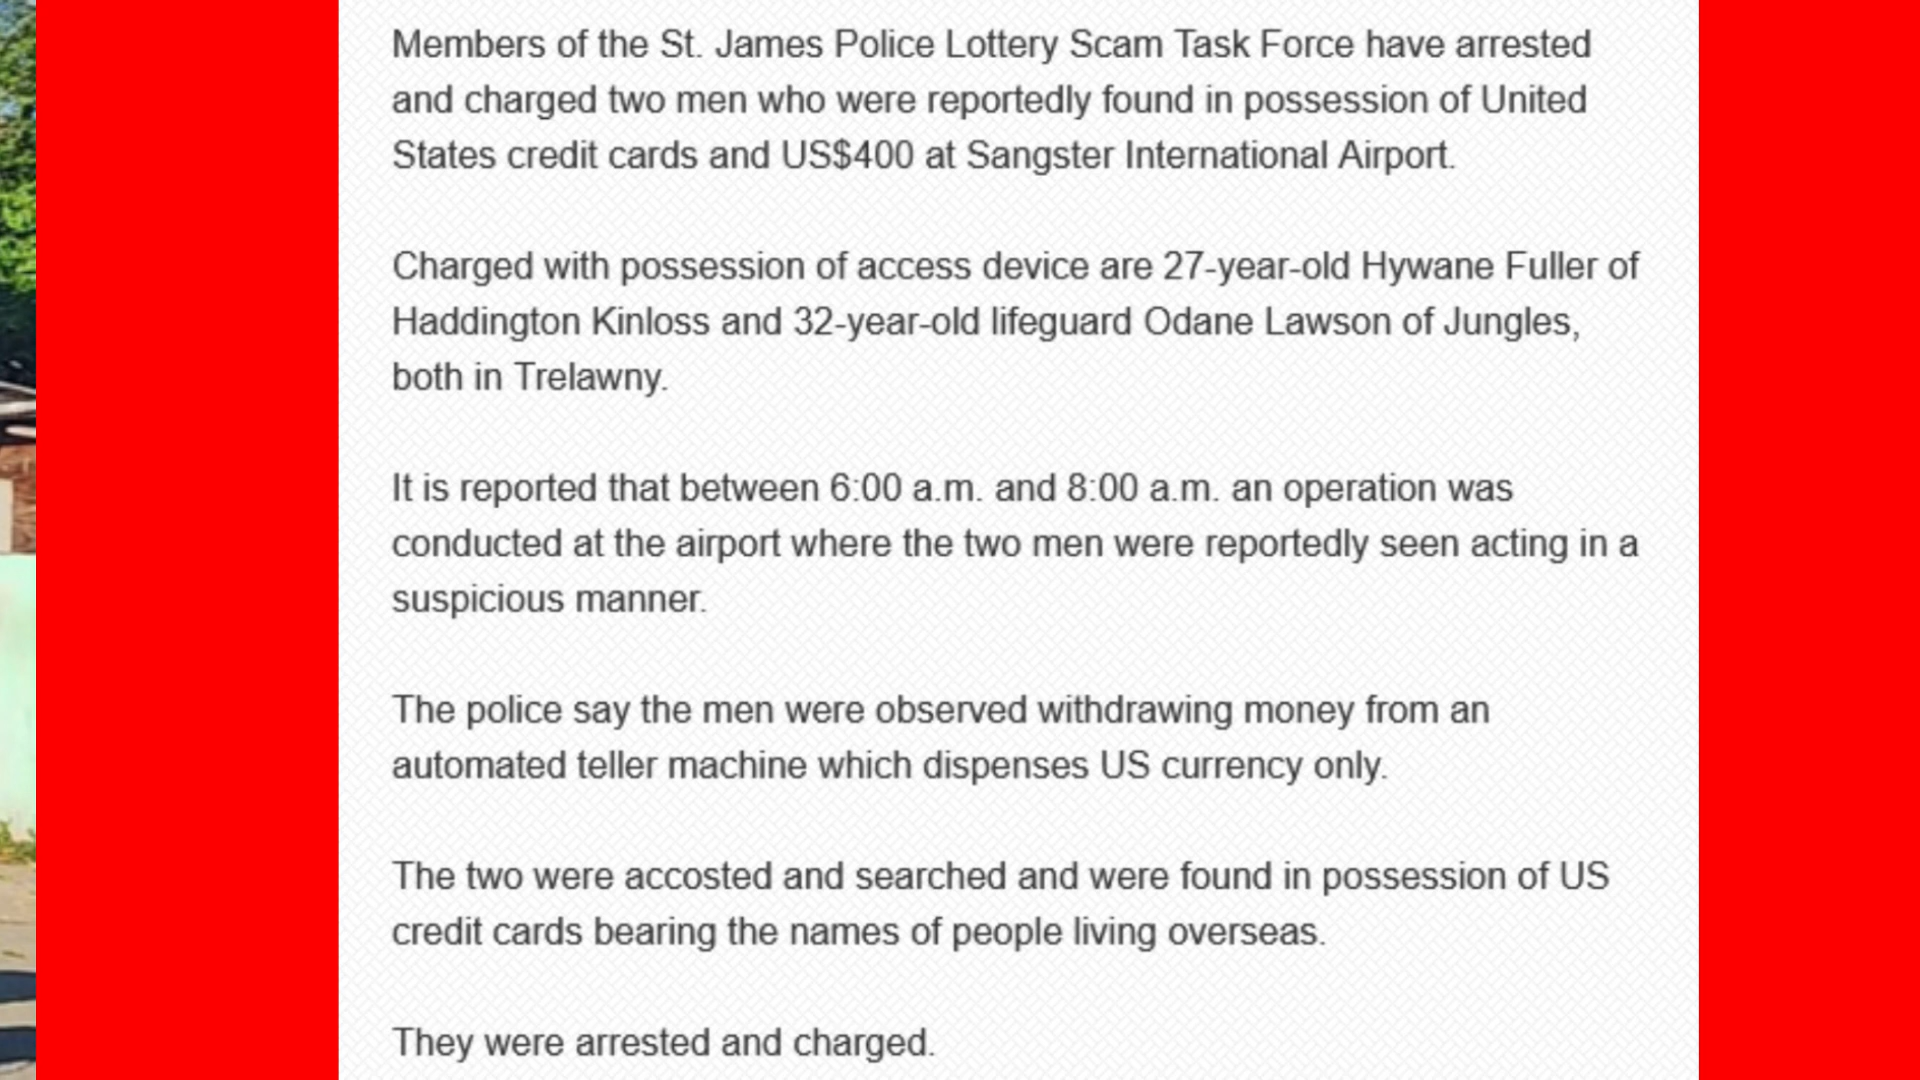 Members of the St. James Police Lottery Scam Task Force have arrested
and charged two men who were reportedly found in possession of United
States credit cards and US$400 at Sangster International Airport.
Charged with possession of access device are 27-year-old Hywane Fuller of
Haddington Kinloss and 32-year-old lifeguard Odane Lawson of Jungles,
both in Trelawny.
It is reported that between 6:00 a.m. and 8:00 a.m. an operation was
conducted at the airport where the two men were reportedly seen acting in a
suspicious manner.
The police say the men were observed withdrawing money from an
automated teller machine which dispenses US currency only.
The two were accosted and searched and were found in possession of US
credit cards bearing the names of people living overseas.
They were arrested and charged.